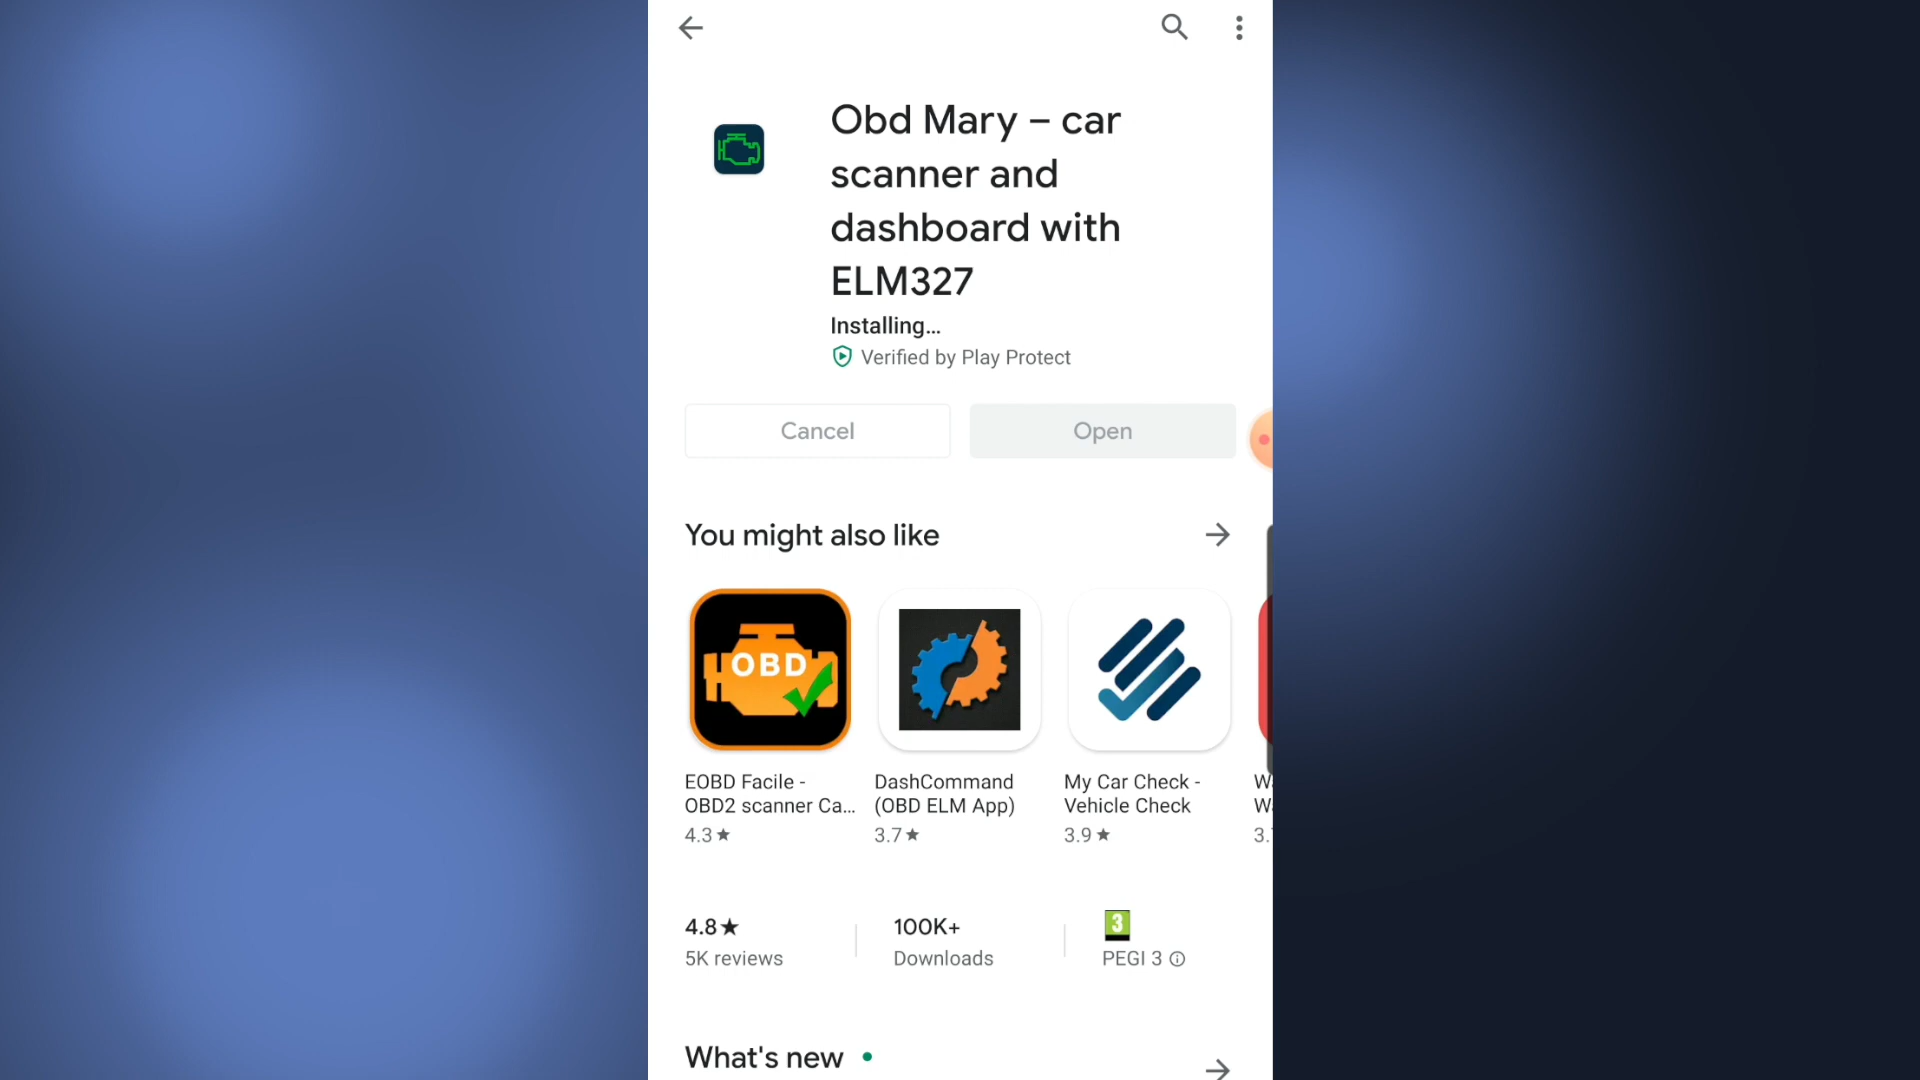 Obd Mary – car
scanner and
dashboard with
ELM327
Installing...
Verified by Play Protect
Cancel
Open
You might also like
OBD
EOBD Facile -
OBD2 scanner Ca...
4.3★
DashCommand
(OBD ELM App)
3.7★
My Car Check -
Vehicle Check
3.9★
4.8★
5K reviews
100K+
Downloads
3
PEGI 3
What's new